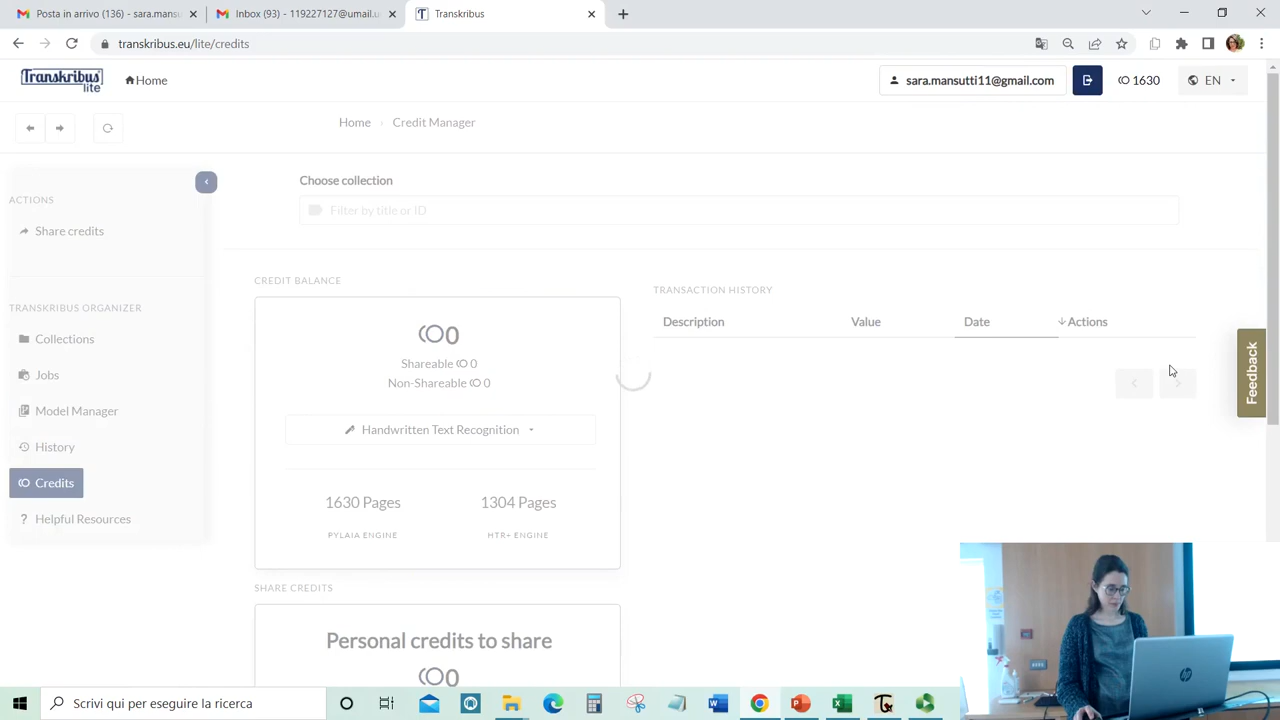 Posta in arrivo (136) - sara.mansu
Inbox (93) - 119227127@umail.u
Transkribus
transkribus.eu/lite/credits
Transkribus lite
Home
sara.mansutti11@gmail.com
1630
EN
Home › Credit Manager
Choose collection
Filter by title or ID
ACTIONS
Share credits
TRANSKRIBUS ORGANIZER
Collections
Jobs
Model Manager
History
Credits
? Helpful Resources
CREDIT BALANCE
0
Shareable 0
Non-Shareable 0
Handwritten Text Recognition
1630 Pages 1304 Pages
PYLAIA ENGINE HTR+ ENGINE
SHARE CREDITS
Personal credits to share
0
TRANSACTION HISTORY
Description Value Date Actions
Feedback
Scrivi qui per eseguire la ricerca